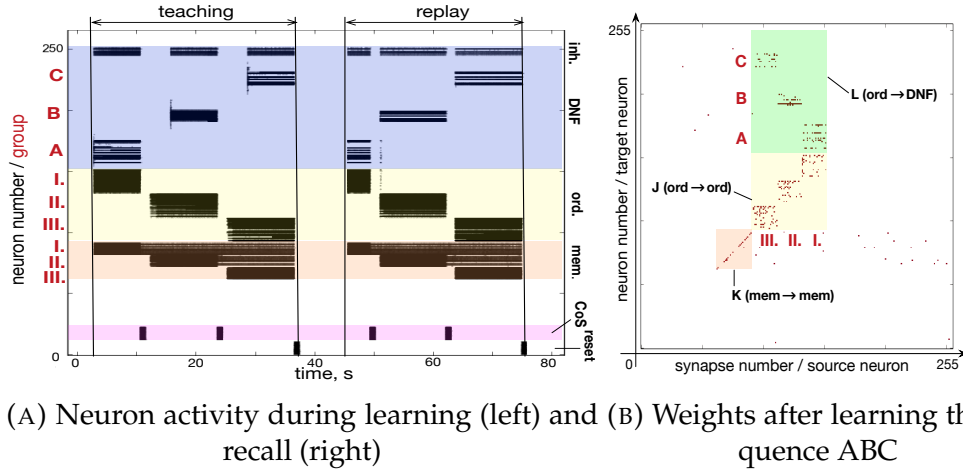 teaching
replay
250
C
B
A
I.
II.
III.
I.
II.
III.
0
neuron number / group
inh.
DNF
ord.
mem.
CoS
reset
0
20
40
60
80
time, s
255
C
B
A
L (ord→DNF)
J (ord→ord)
III. II. I.
K (mem→mem)
neuron number / target neuron
0
255
synapse number / source neuron
(A) Neuron activity during learning (left) and
recall (right)
(B) Weights after learning th
quence ABC